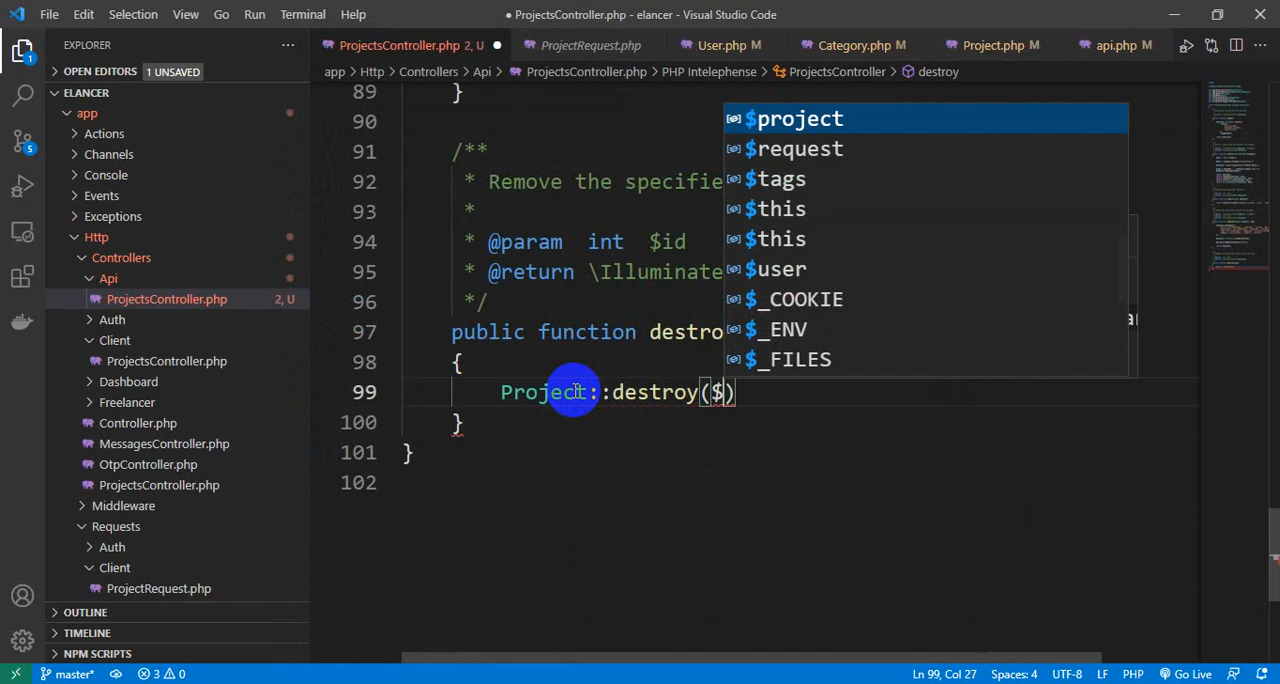 File Edit Selection View Go Run Terminal Help
● ProjectsController.php - elancer - Visual Studio Code
EXPLORER
ProjectsController.php 2, U
ProjectRequest.php
User.php M
Category.php M
Project.php M
api.php M
OPEN EDITORS 1 UNSAVED
app > Http > Controllers > Api > ProjectsController.php > PHP Intelephense > ProjectsController > destroy
ELANCER
app
Actions
Channels
Console
Events
Exceptions
Http
Controllers
Api
ProjectsController.php 2, U
Auth
Client
ProjectsController.php
Dashboard
Freelancer
Controller.php
MessagesController.php
OtpController.php
ProjectsController.php
Middleware
Requests
Auth
Client
ProjectRequest.php
OUTLINE
TIMELINE
NPM SCRIPTS
1
5
89 }
90
91 /**
92 * Remove the specifie
93 *
94 * @param int $id
95 * @return \Illuminate
96 */
97 public function destro
98 {
99 Project::destroy($)
100 }
101 }
102
$project
$request
$tags
$this
$this
$user
$_COOKIE
$_ENV
$_FILES
master* 3 0 Ln 99, Col 27 Spaces: 4 UTF-8 LF PHP Go Live